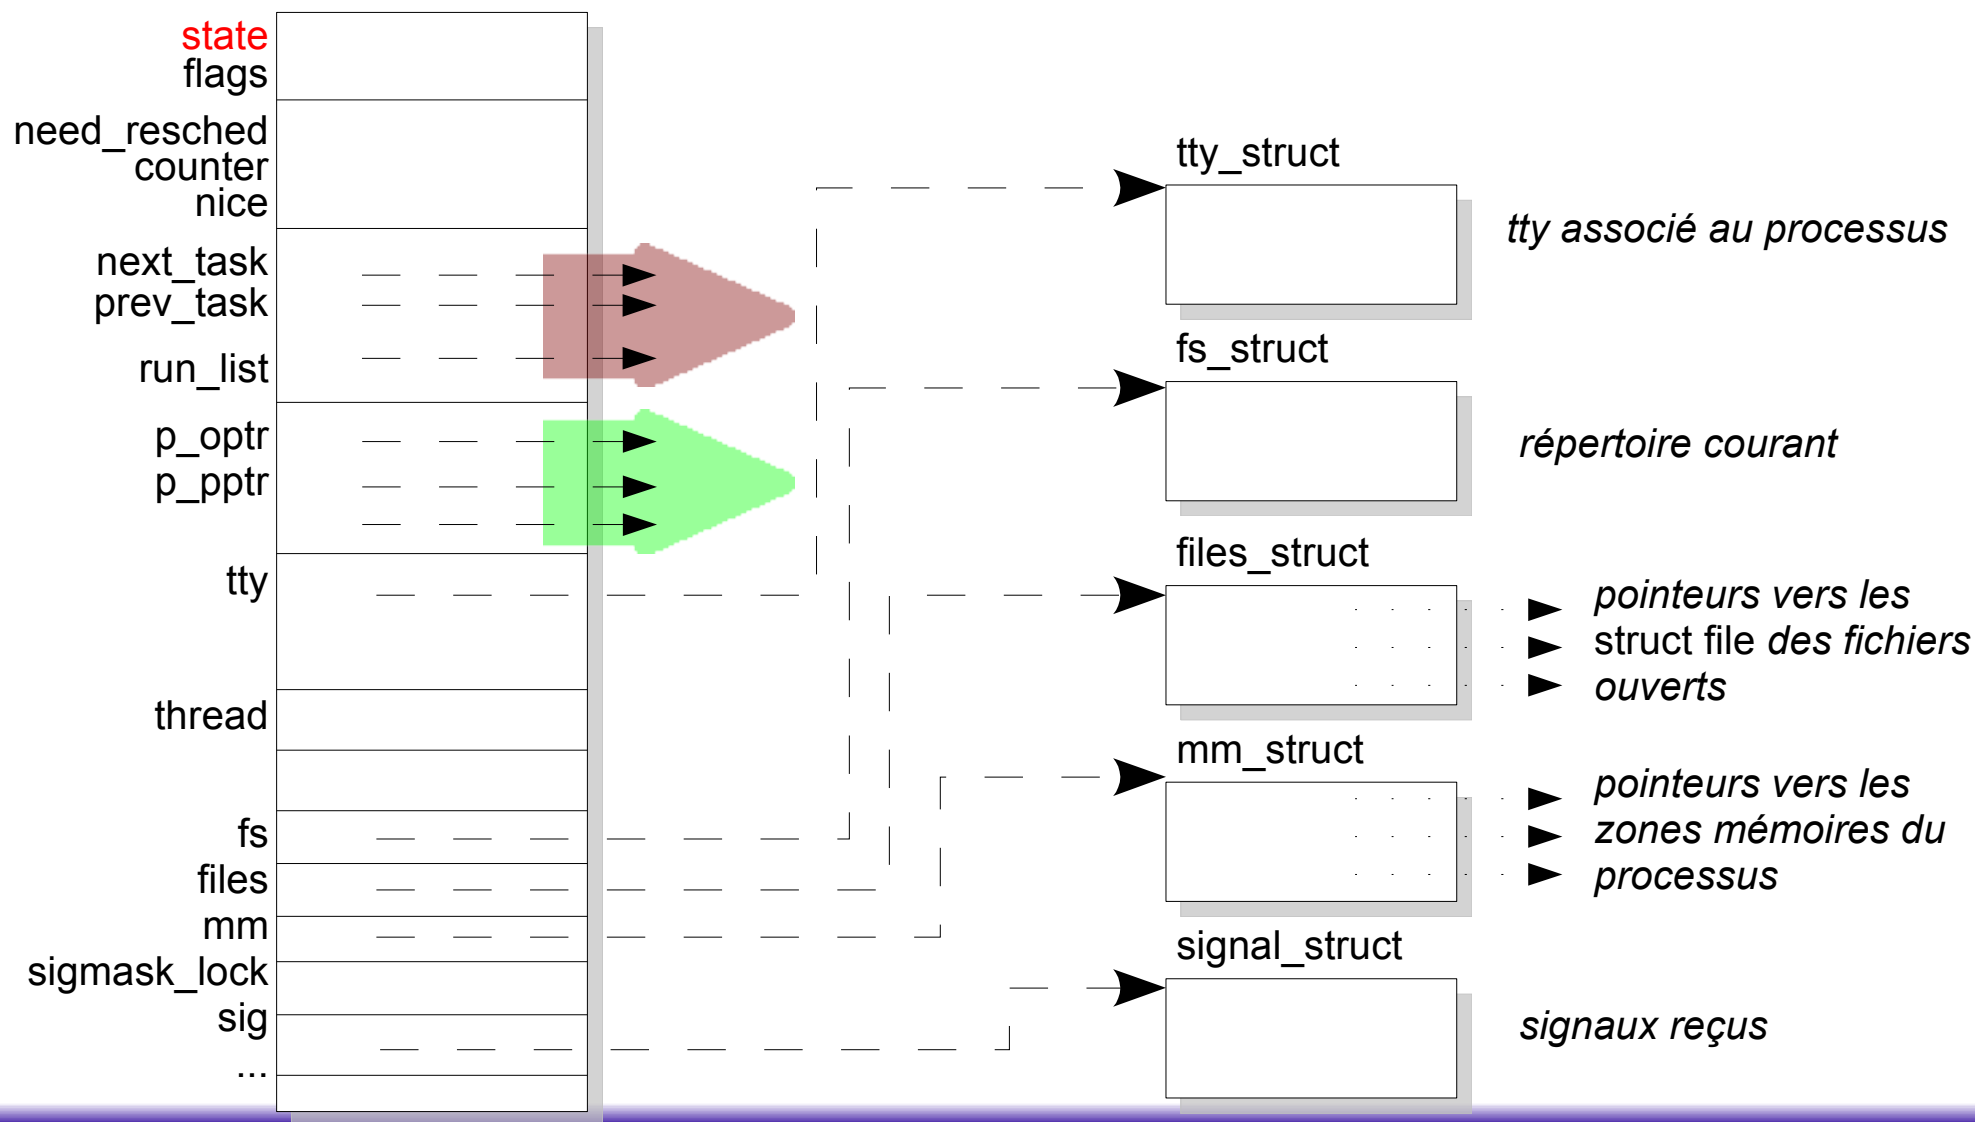 state
flags
need_resched
counter
nice
next_task
prev_task
run_list
p_optr
p_pptr
tty
thread
fs
files
mm
sigmask_lock
sig
...
tty_struct
tty associé au processus
fs_struct
répertoire courant
files_struct
pointeurs vers les
struct file des fichiers
ouverts
mm_struct
pointeurs vers les
zones mémoires du
processus
signal_struct
signaux reçus